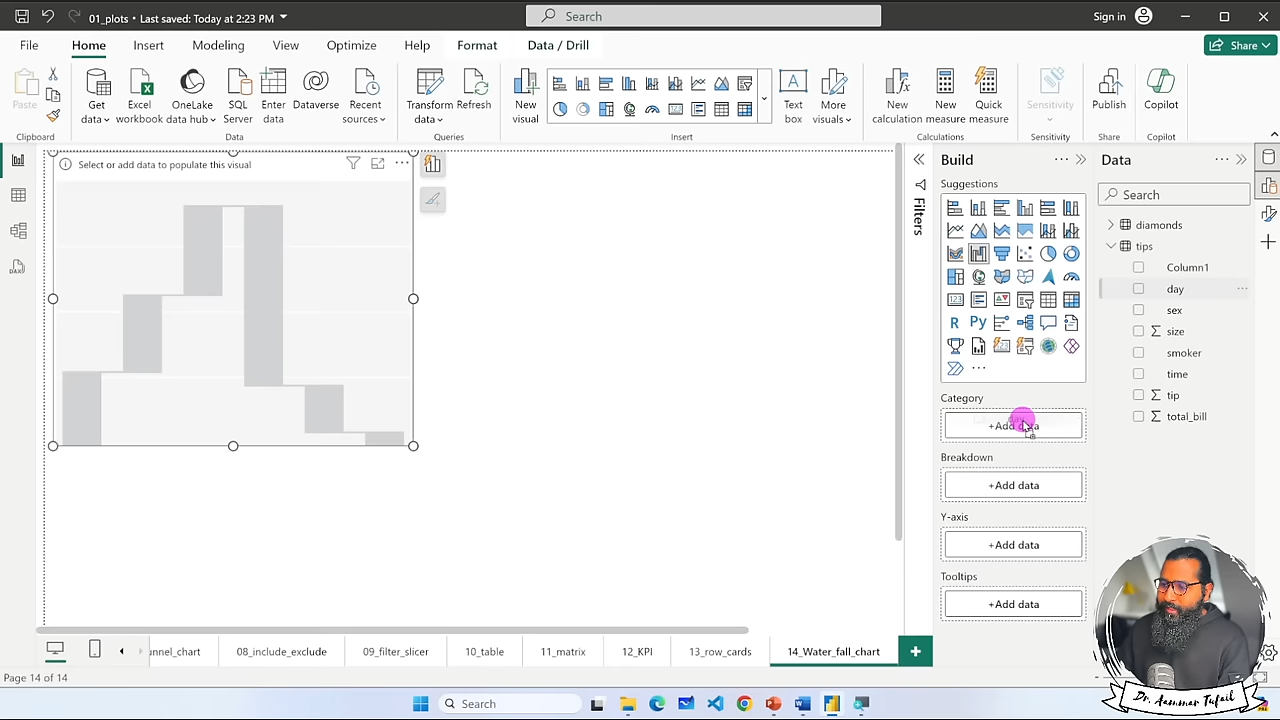 01_plots • Last saved: Today at 2:23 PM
Search
Sign in
File
Home
Insert
Modeling
View
Optimize
Help
Format
Data / Drill
Share
Paste
Get data
Excel workbook
OneLake data hub
SQL Server
Enter data
Dataverse
Recent sources
Transform data
Refresh
New visual
Text box
More visuals
New calculation
New measure
Quick measure
Sensitivity
Publish
Copilot
Clipboard
Data
Queries
Insert
Calculations
Sensitivity
Share
Copilot
Select or add data to populate this visual
Filters
Build
Suggestions
R
Py
123
Category
+Add data
Breakdown
+Add data
Y-axis
+Add data
Tooltips
+Add data
Data
Search
diamonds
tips
Column1
day
sex
size
smoker
time
tip
total_bill
nnel_chart
08_include_exclude
09_filter_slicer
10_table
11_matrix
12_KPI
13_row_cards
14_Water_fall_chart
Page 14 of 14
Search
Dr. Aammar Tufail